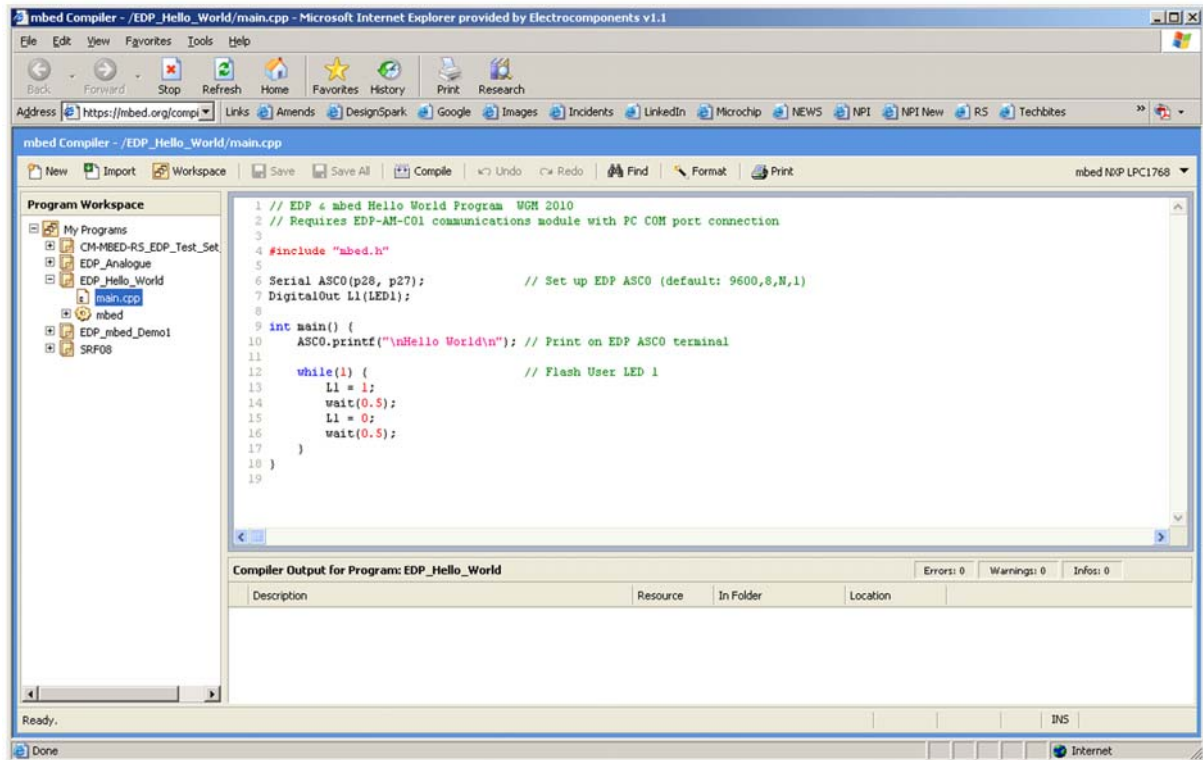 mbed Compiler - /EDP_Hello_World/main.cpp - Microsoft Internet Explorer provided by Electrocomponents v1.1
File Edit View Favorites Tools Help
Back Forward Stop Refresh Home Favorites History Print Research
Address https://mbed.org/compi Links Amends DesignSpark Google Images Incidents LinkedIn Microchip NEWS NPI NPI New RS Techbites »
mbed Compiler - /EDP_Hello_World/main.cpp
New Import Workspace Save Save All Compile Undo Redo Find Format Print mbed NXP LPC1768
Program Workspace
My Programs
CM-MBED-RS_EDP_Test_Set_
EDP_Analogue
EDP_Hello_World
main.cpp
mbed
EDP_mbed_Demo1
SRF08
1 // EDP & mbed Hello World Program  WGM 2010
2 // Requires EDP-AM-CO1 communications module with PC COM port connection
3
4 #include "mbed.h"
5
6 Serial ASC0(p28, p27);              // Set up EDP ASC0 (default: 9600,8,N,1)
7 DigitalOut L1(LED1);
8
9 int main() {
10     ASC0.printf("\nHello World\n"); // Print on EDP ASC0 terminal
11
12     while(1) {                      // Flash User LED 1
13         L1 = 1;
14         wait(0.5);
15         L1 = 0;
16         wait(0.5);
17     }
18 }
19
Compiler Output for Program: EDP_Hello_World Errors: 0 Warnings: 0 Infos: 0
Description Resource In Folder Location
Ready. INS
Done Internet